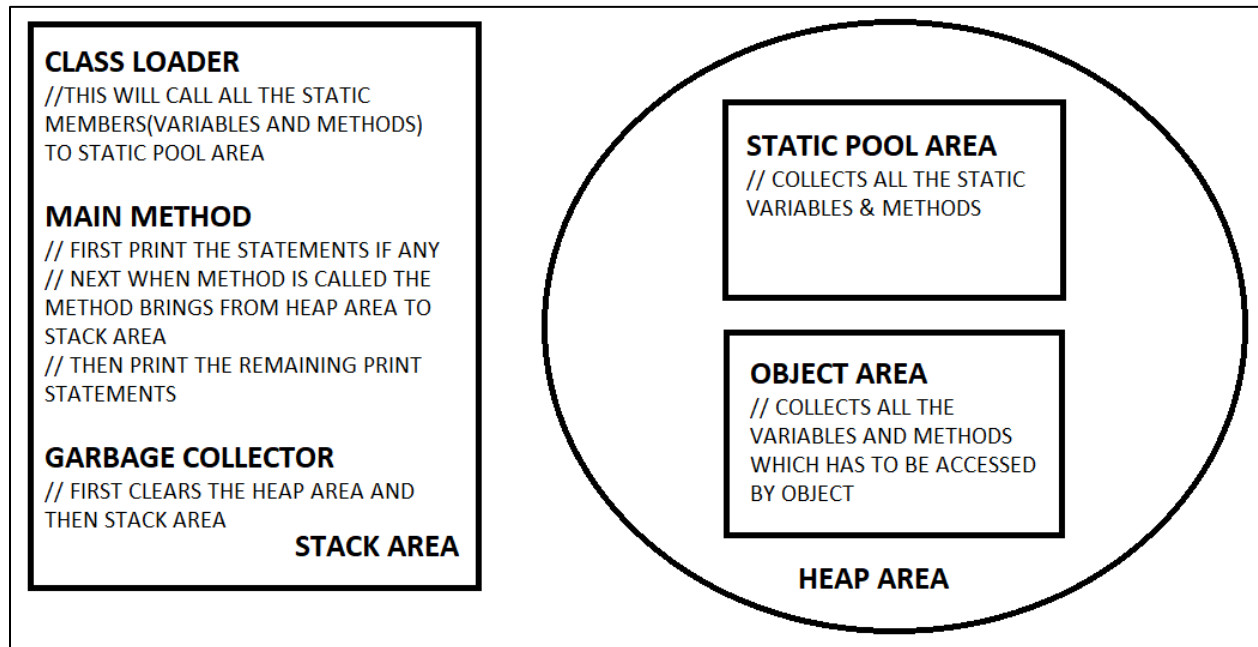 CLASS LOADER
//THIS WILL CALL ALL THE STATIC
MEMBERS(VARIABLES AND METHODS)
TO STATIC POOL AREA
MAIN METHOD
// FIRST PRINT THE STATEMENTS IF ANY
// NEXT WHEN METHOD IS CALLED THE
METHOD BRINGS FROM HEAP AREA TO
STACK AREA
// THEN PRINT THE REMAINING PRINT
STATEMENTS
GARBAGE COLLECTOR
// FIRST CLEARS THE HEAP AREA AND
THEN STACK AREA
STACK AREA
STATIC POOL AREA
// COLLECTS ALL THE STATIC
VARIABLES & METHODS
OBJECT AREA
// COLLECTS ALL THE
VARIABLES AND METHODS
WHICH HAS TO BE ACCESSED
BY OBJECT
HEAP AREA